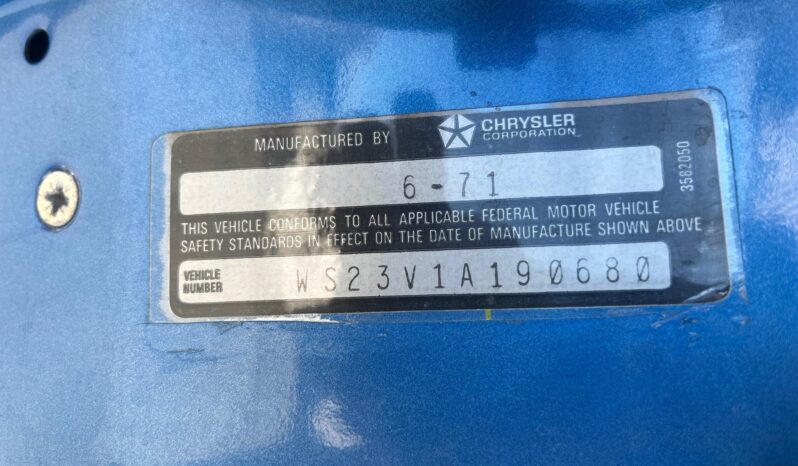 MANUFACTURED BY CHRYSLER CORPORATION
6-71
THIS VEHICLE CONFORMS TO ALL APPLICABLE FEDERAL MOTOR VEHICLE
SAFETY STANDARDS IN EFFECT ON THE DATE OF MANUFACTURE SHOWN ABOVE
VEHICLE NUMBER WS23V1A190680
3582050